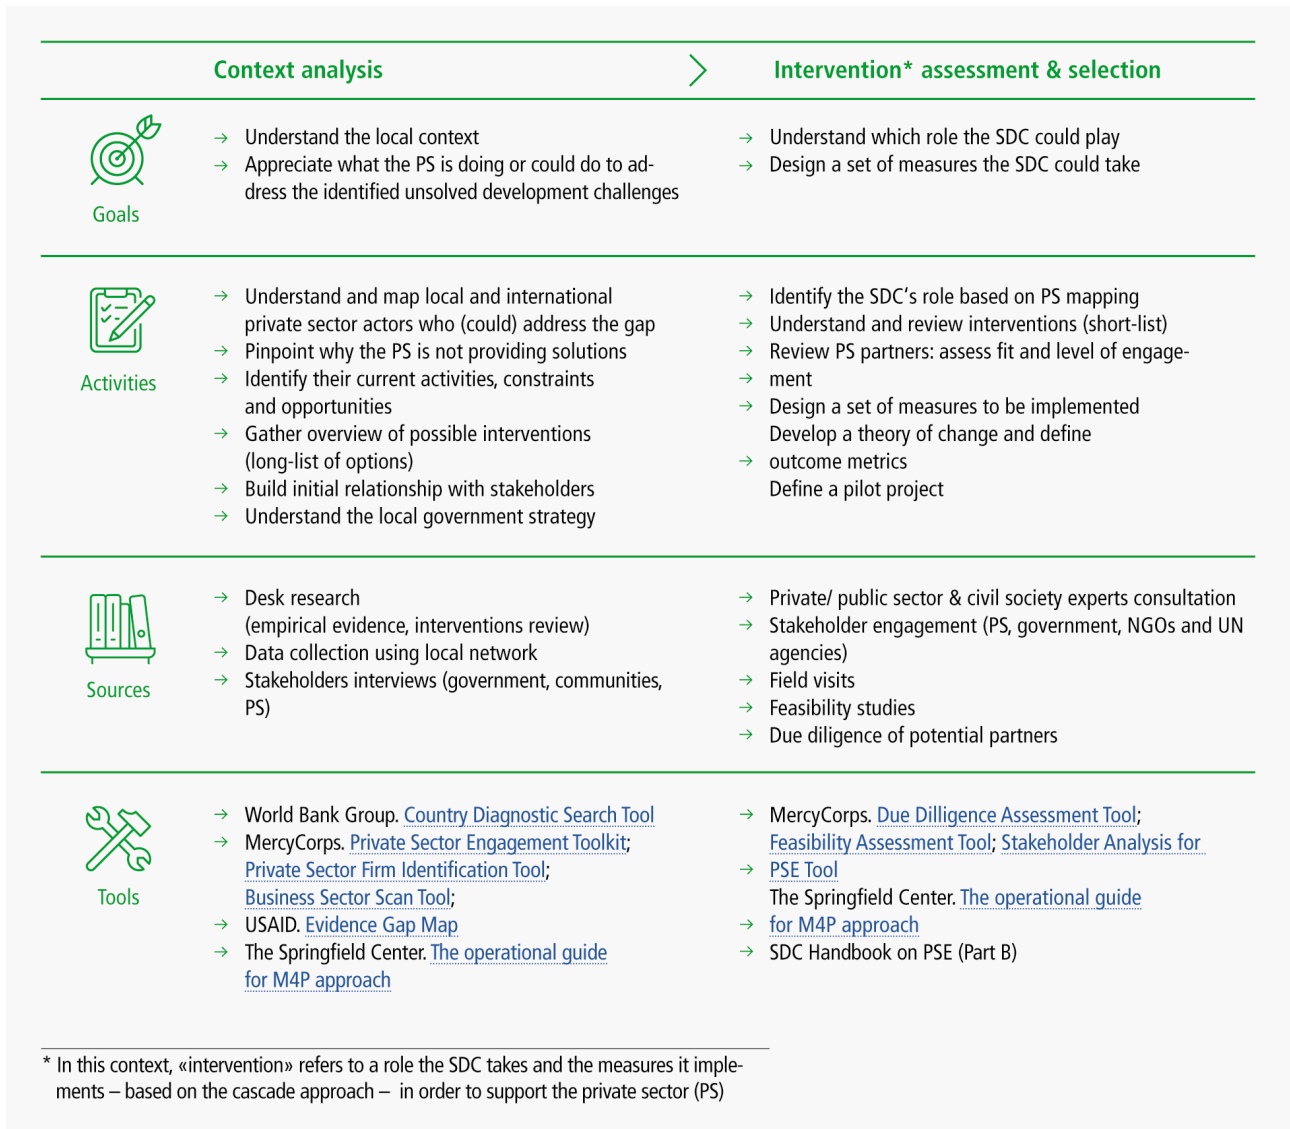 Context analysis
Intervention* assessment & selection
Goals
→ Understand the local context
→ Appreciate what the PS is doing or could do to ad-
dress the identified unsolved development challenges
→ Understand which role the SDC could play
→ Design a set of measures the SDC could take
Activities
→ Understand and map local and international
private sector actors who (could) address the gap
→ Pinpoint why the PS is not providing solutions
→ Identify their current activities, constraints
and opportunities
→ Gather overview of possible interventions
(long-list of options)
→ Build initial relationship with stakeholders
→ Understand the local government strategy
→ Identify the SDC‘s role based on PS mapping
→ Understand and review interventions (short-list)
→ Review PS partners: assess fit and level of engage-
→ ment
→ Design a set of measures to be implemented
Develop a theory of change and define
→ outcome metrics
Define a pilot project
Sources
→ Desk research
(empirical evidence, interventions review)
→ Data collection using local network
→ Stakeholders interviews (government, communities,
PS)
→ Private/ public sector & civil society experts consultation
→ Stakeholder engagement (PS, government, NGOs and UN
agencies)
→ Field visits
→ Feasibility studies
→ Due diligence of potential partners
Tools
→ World Bank Group. Country Diagnostic Search Tool
→ MercyCorps. Private Sector Engagement Toolkit;
Private Sector Firm Identification Tool;
Business Sector Scan Tool;
→ USAID. Evidence Gap Map
→ The Springfield Center. The operational guide
for M4P approach
→ MercyCorps. Due Dilligence Assessment Tool;
Feasibility Assessment Tool; Stakeholder Analysis for
→ PSE Tool
The Springfield Center. The operational guide
→ for M4P approach
→ SDC Handbook on PSE (Part B)
* In this context, «intervention» refers to a role the SDC takes and the measures it imple-
ments – based on the cascade approach – in order to support the private sector (PS)